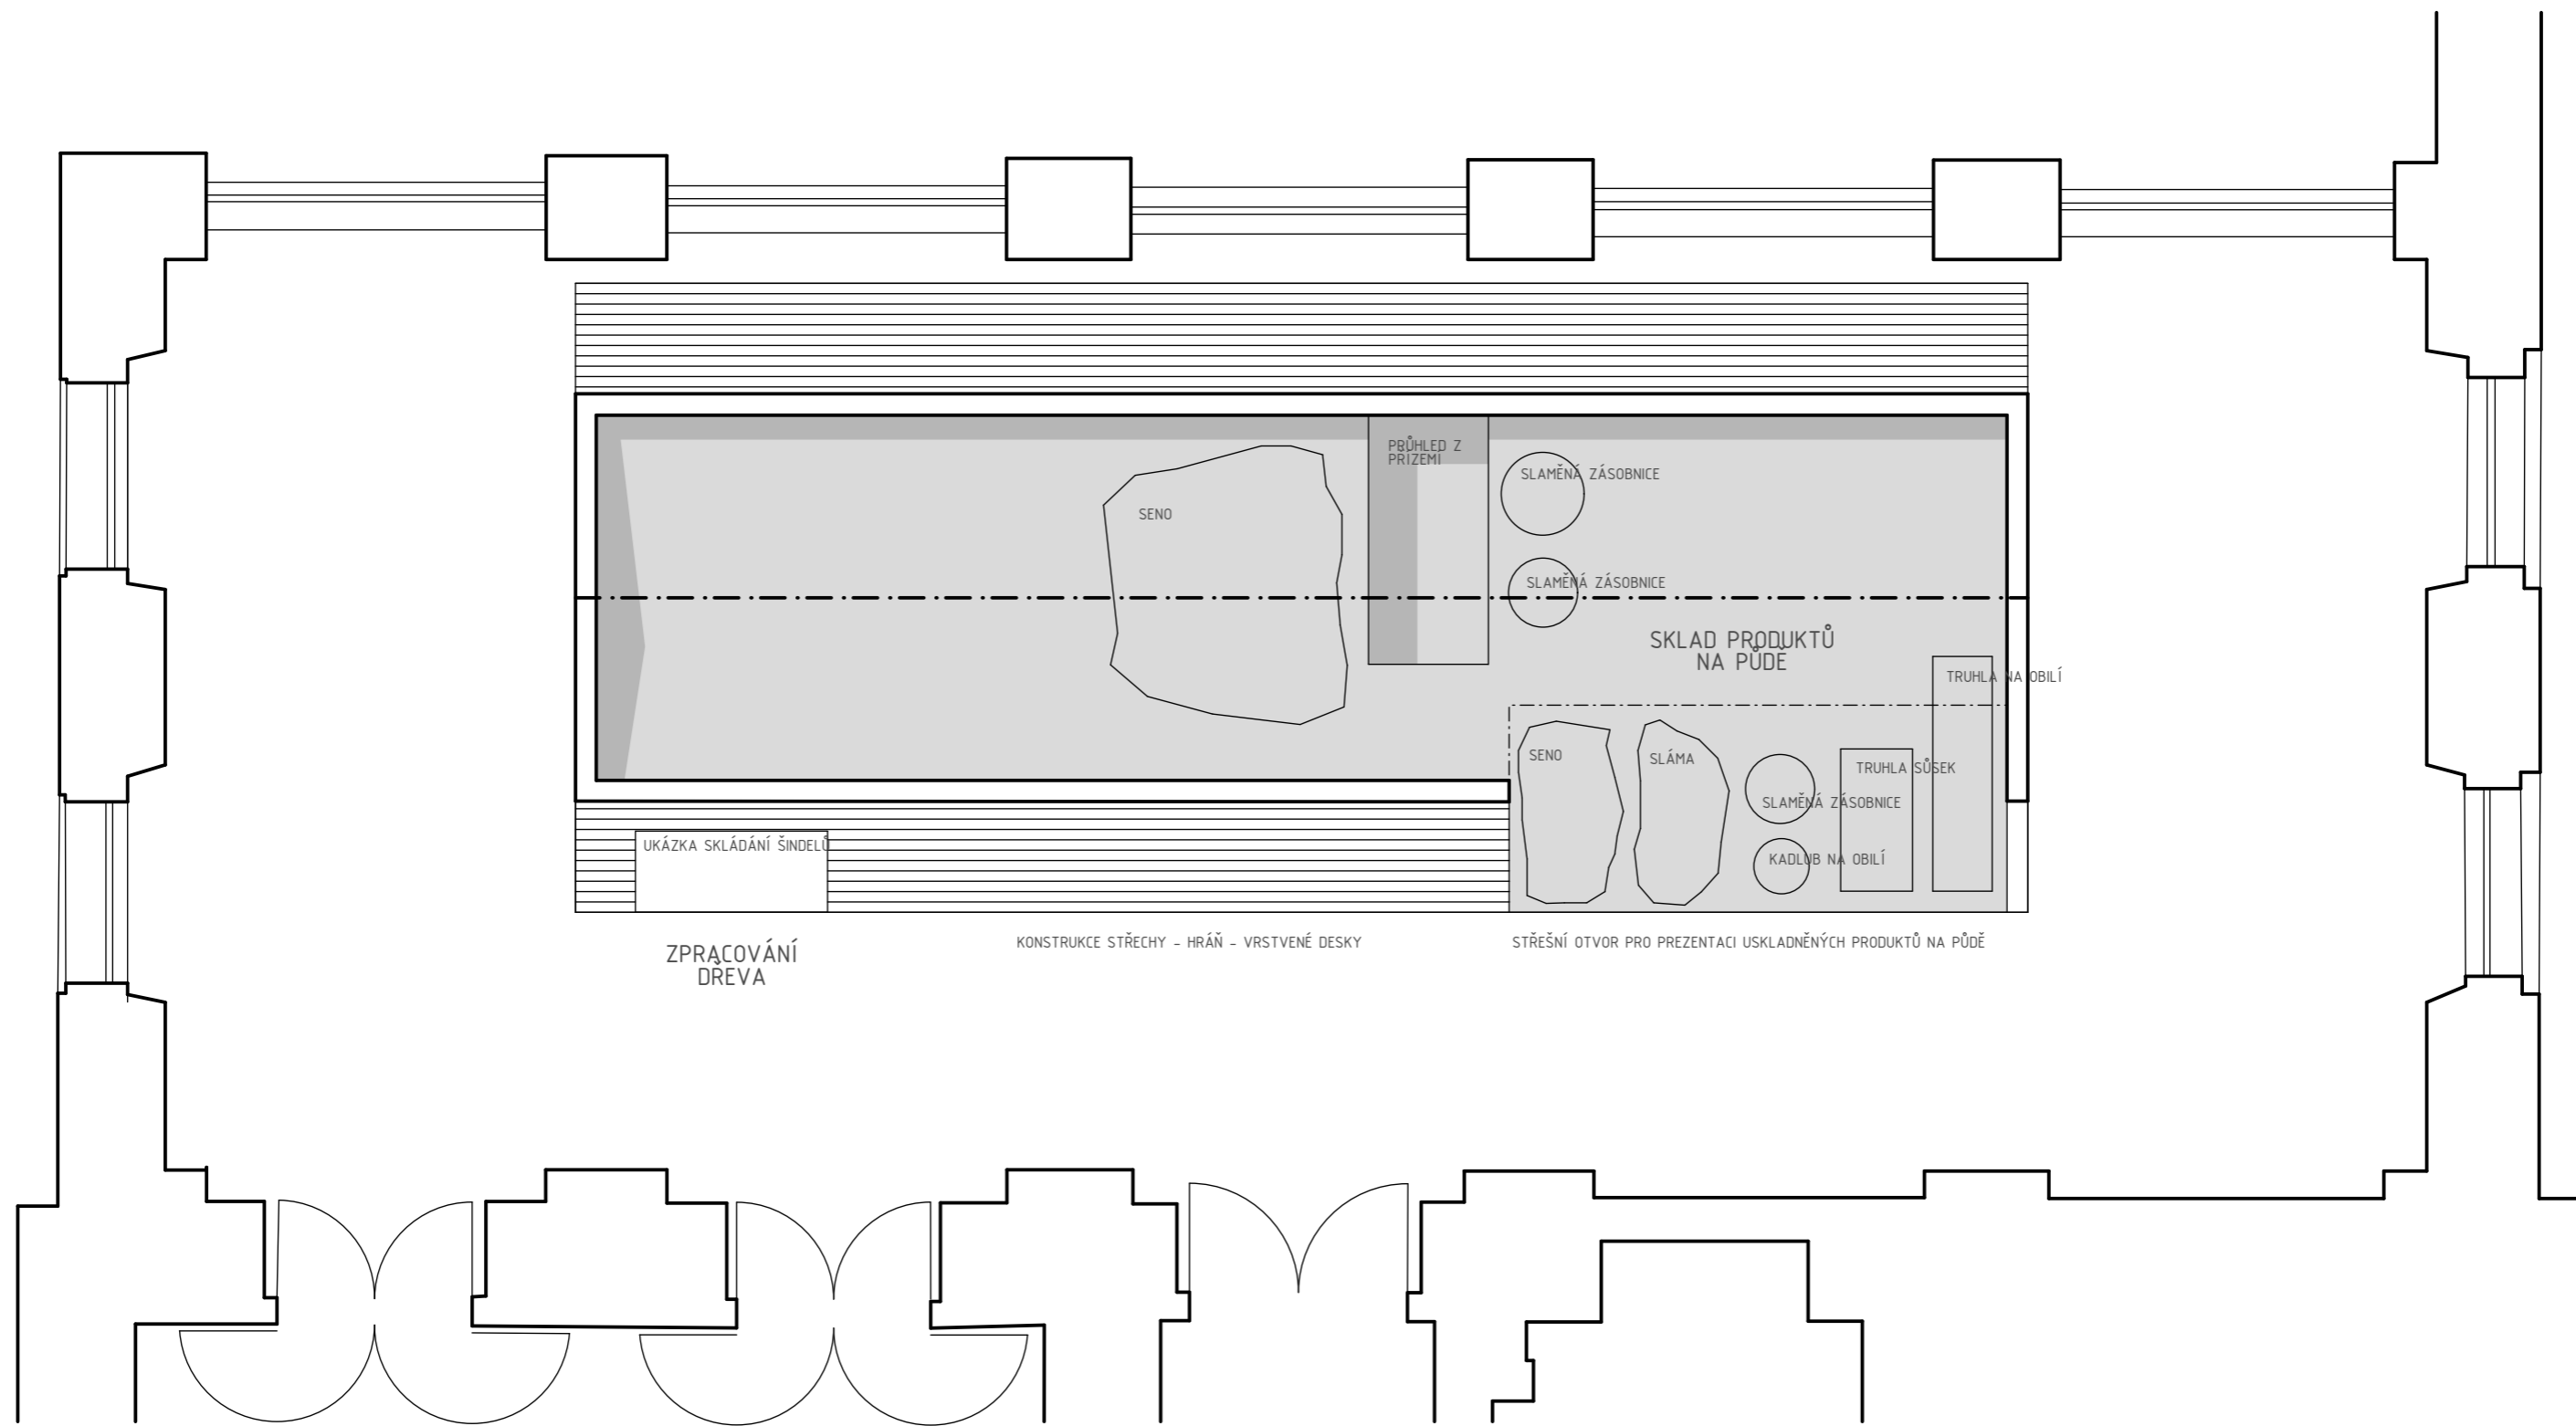 PRŮHLED Z
PŘÍZEMÍ
SLAMĚNÁ ZÁSOBNICE
SENO
SLAMĚNÁ ZÁSOBNICE
SKLAD PRODUKTŮ
NA PŮDĚ
TRUHLA NA OBILÍ
SENO
SLÁMA
TRUHLA SŮSEK
SLAMĚNÁ ZÁSOBNICE
UKÁZKA SKLÁDÁNÍ ŠINDELŮ
KADLUB NA OBILÍ
ZPRACOVÁNÍ
DŘEVA
KONSTRUKCE STŘECHY - HRÁŇ - VRSTVENÉ DESKY
STŘEŠNÍ OTVOR PRO PREZENTACI USKLADNĚNÝCH PRODUKTŮ NA PŮDĚ